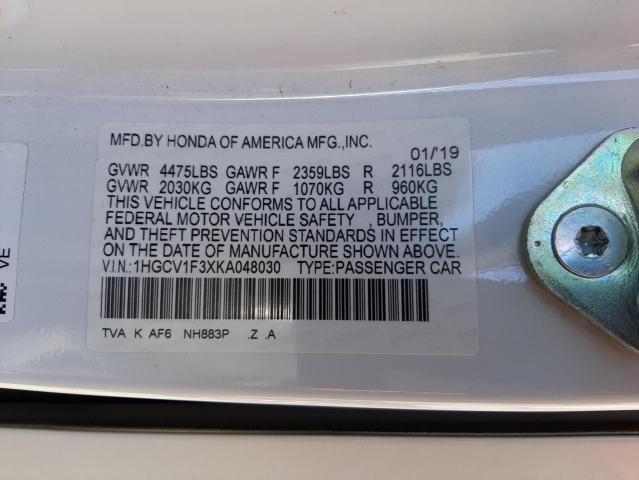 MFD.BY HONDA OF AMERICA MFG.,INC.
01/'19
GVWR 4475LBS GAWR F 2359LBS R 2116LBS
GVWR 2030KG GAWR F 1070KG R 960KG
THIS VEHICLE CONFORMS TO ALL APPLICABLE
FEDERAL MOTOR VEHICLE SAFETY , BUMPER,
AND THEFT PREVENTION STANDARDS IN EFFECT
ON THE DATE OF MANUFACTURE SHOWN ABOVE.
V.I.N.:1HGCV1F3XKA048030 TYPE:PASSENGER CAR
TVA K AF6 NH883P .Z .A
VE